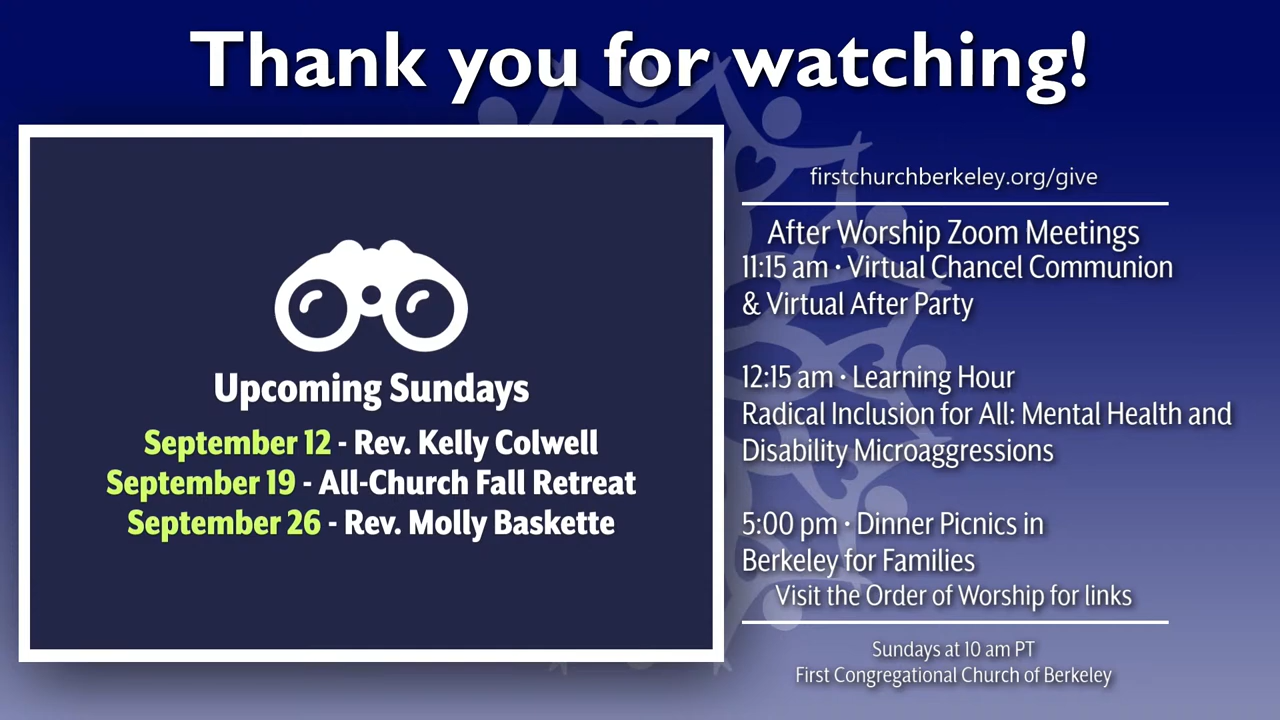 Thank you for watching!
Upcoming Sundays
September 12 - Rev. Kelly Colwell
September 19 - All-Church Fall Retreat
September 26 - Rev. Molly Baskette
firstchurchberkeley.org/give
After Worship Zoom Meetings
11:15 am · Virtual Chancel Communion
& Virtual After Party
12:15 am · Learning Hour
Radical Inclusion for All: Mental Health and
Disability Microaggressions
5:00 pm · Dinner Picnics in
Berkeley for Families
Visit the Order of Worship for links
Sundays at 10 am PT
First Congregational Church of Berkeley